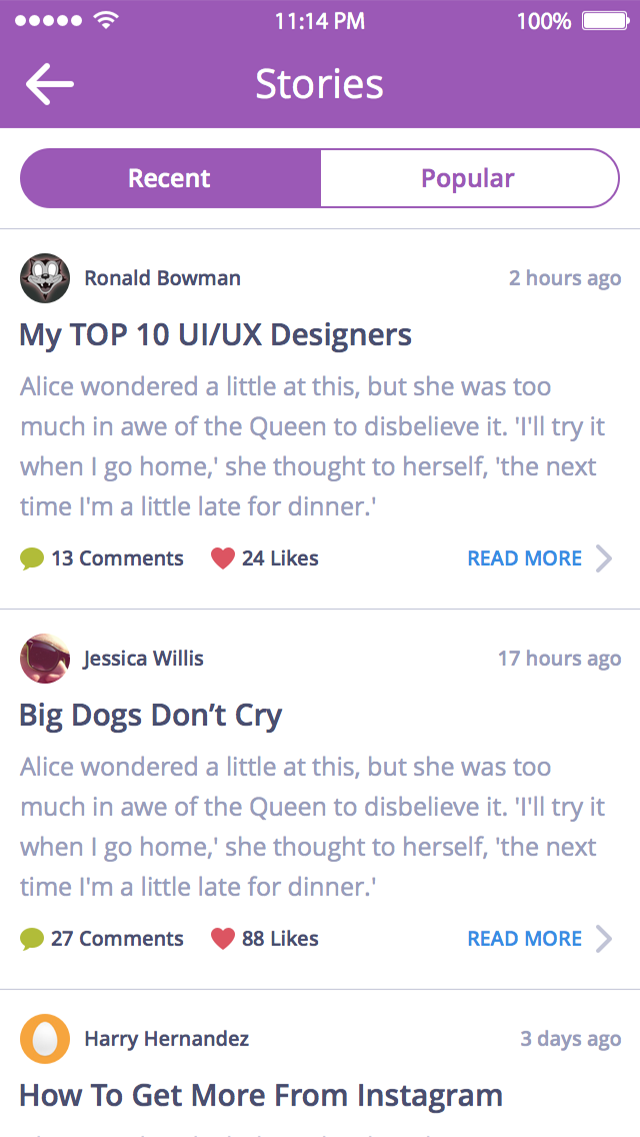 11:14 PM 100%
Stories
Recent Popular
Ronald Bowman 2 hours ago
My TOP 10 UI/UX Designers
Alice wondered a little at this, but she was too
much in awe of the Queen to disbelieve it. 'I'll try it
when I go home,' she thought to herself, 'the next
time I'm a little late for dinner.'
13 Comments 24 Likes READ MORE
Jessica Willis 17 hours ago
Big Dogs Don’t Cry
Alice wondered a little at this, but she was too
much in awe of the Queen to disbelieve it. 'I'll try it
when I go home,' she thought to herself, 'the next
time I'm a little late for dinner.'
27 Comments 88 Likes READ MORE
Harry Hernandez 3 days ago
How To Get More From Instagram